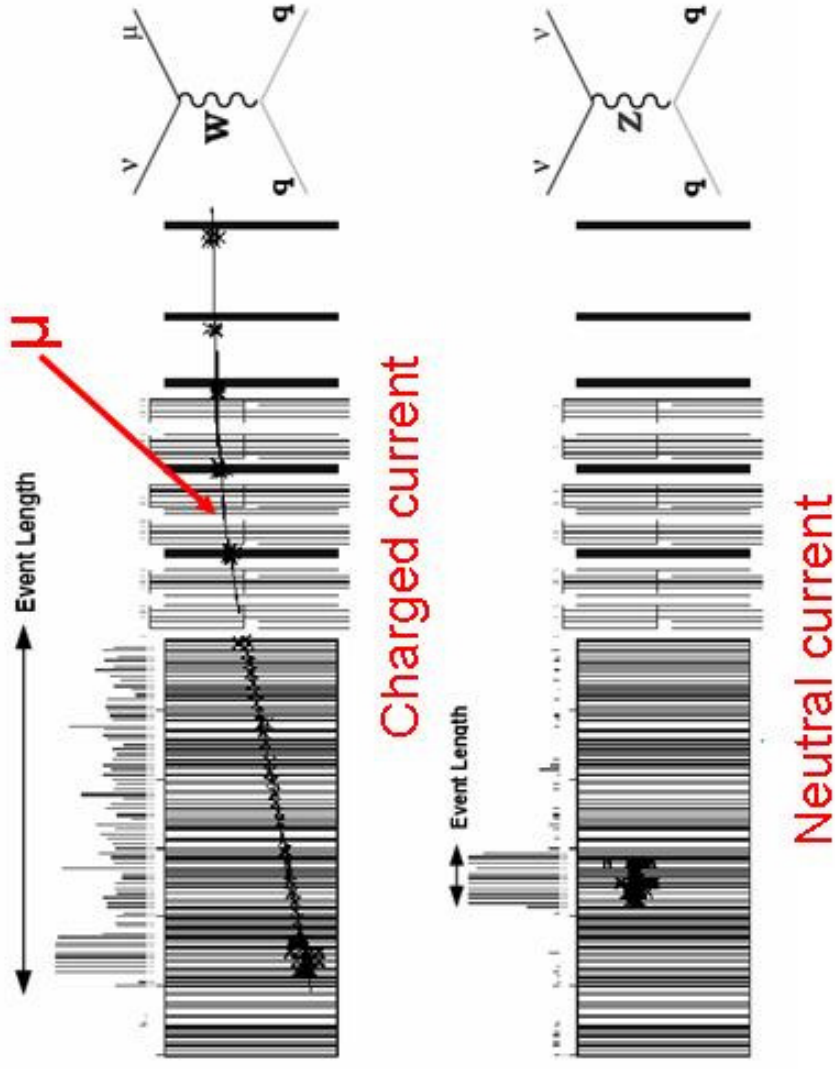 Event Length
μ
ν
μ
W
q
q
Charged current
Event Length
ν
ν
Z
q
q
Neutral current